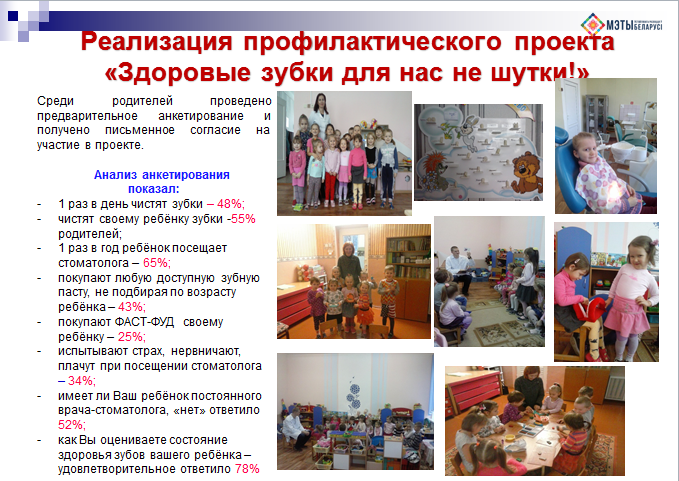 МЭТЫ
БЕЛАРУСІ
Реализация профилактического проекта
«Здоровые зубки для нас не шутки!»
Среди родителей проведено
предварительное анкетирование и
получено письменное согласие на
участие в проекте.
Анализ анкетирования
показал:
- 1 раз в день чистят зубки – 48%;
- чистят своему ребёнку зубки -55%
родителей;
- 1 раз в год ребёнок посещает
стоматолога – 65%;
- покупают любую доступную зубную
пасту, не подбирая по возрасту
ребёнка – 43%;
- покупают ФАСТ-ФУД своему
ребёнку – 25%;
- испытывают страх, нервничают,
плачут при посещении стоматолога
– 34%;
- имеет ли Ваш ребёнок постоянного
врача-стоматолога, «нет» ответило
52%;
- как Вы оцениваете состояние
здоровья зубов вашего ребёнка –
удовлетворительное ответило 78%